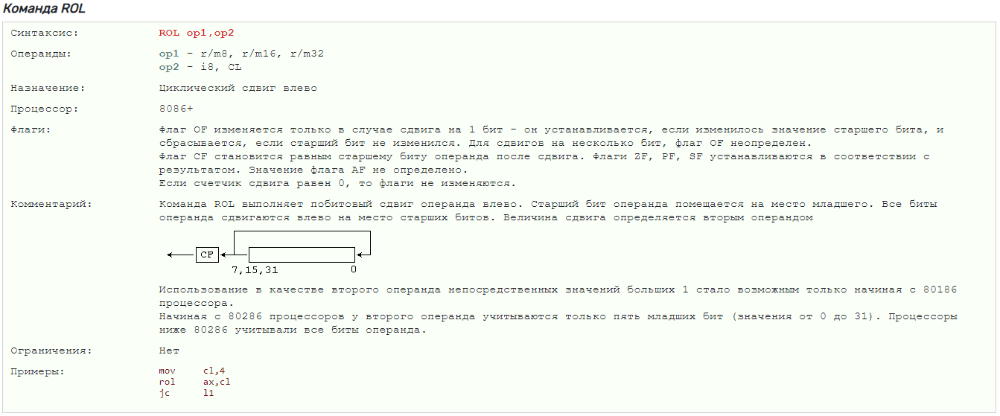 Команда ROL
Синтаксис: ROL op1,op2
Операнды: op1 - r/m8, r/m16, r/m32
op2 - i8, CL
Назначение: Циклический сдвиг влево
Процессор: 8086+
Флаги: Флаг OF изменяется только в случае сдвига на 1 бит - он устанавливается, если изменилось значение старшего бита, и
сбрасывается, если старший бит не изменился. Для сдвигов на несколько бит, флаг OF неопределен.
Флаг CF становится равным старшему биту операнда после сдвига. Флаги ZF, PF, SF устанавливаются в соответствии с
результатом. Значение флага AF не определено.
Если счетчик сдвига равен 0, то флаги не изменяются.
Комментарий: Команда ROL выполняет побитовый сдвиг операнда влево. Старший бит операнда помещается на место младшего. Все биты
операнда сдвигаются влево на место старших битов. Величина сдвига определяется вторым операндом
CF
7,15,31 0
Использование в качестве второго операнда непосредственных значений больших 1 стало возможным только начиная с 80186
процессора.
Начиная с 80286 процессоров у второго операнда учитываются только пять младших бит (значения от 0 до 31). Процессоры
ниже 80286 учитывали все биты операнда.
Ограничения: Нет
Примеры: mov cl,4
rol ax,cl
jc l1